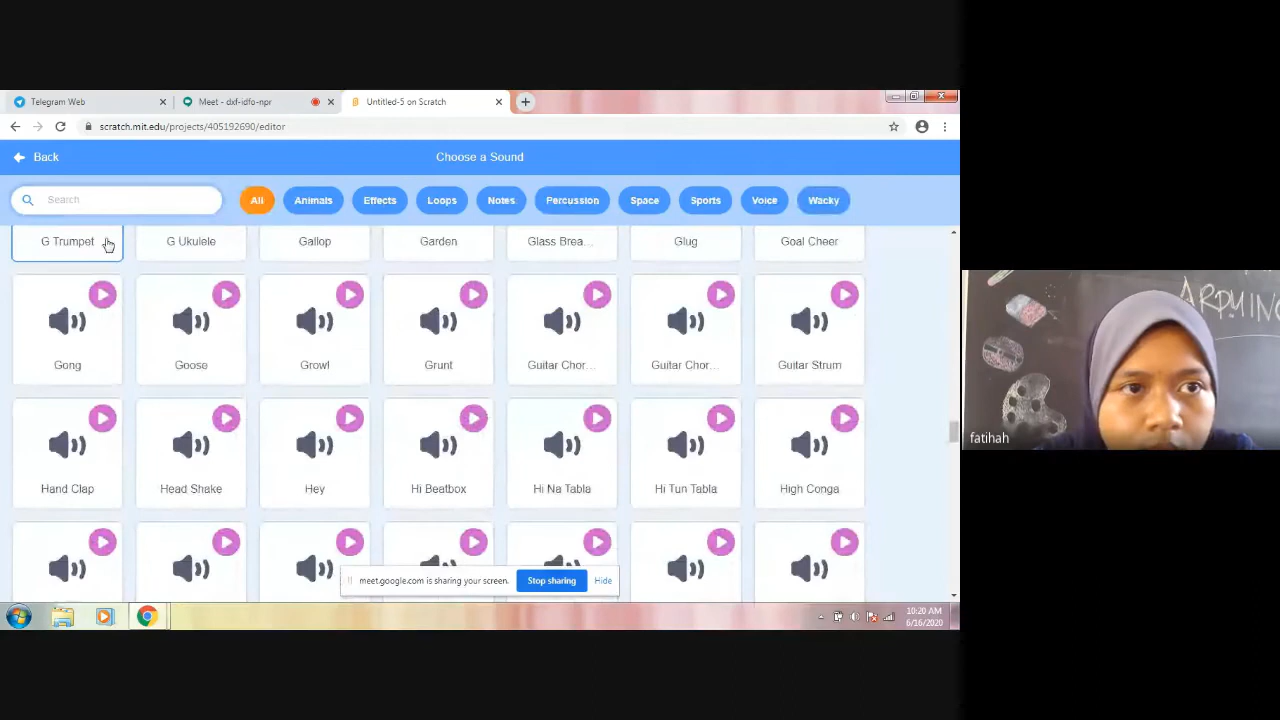 Telegram Web
Meet - dxf-idfo-npr
Untitled-5 on Scratch
scratch.mit.edu/projects/405192690/editor
Back
Choose a Sound
Search
All
Animals
Effects
Loops
Notes
Percussion
Space
Sports
Voice
Wacky
G Trumpet
G Ukulele
Gallop
Garden
Glass Brea...
Glug
Goal Cheer
Gong
Goose
Growl
Grunt
Guitar Chor...
Guitar Chor...
Guitar Strum
Hand Clap
Head Shake
Hey
Hi Beatbox
Hi Na Tabla
Hi Tun Tabla
High Conga
meet.google.com is sharing your screen.
Stop sharing
Hide
10:20 AM
6/16/2020
fatihah